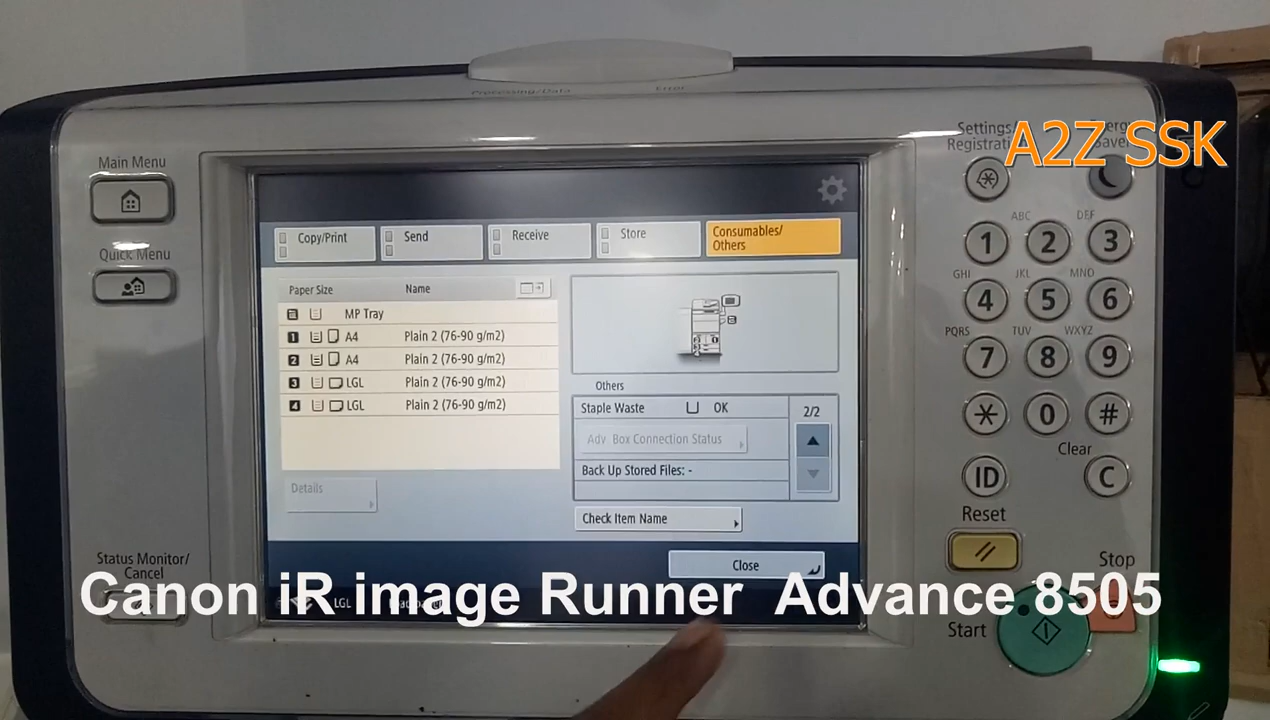 Processing/Data
Error
Main Menu
Quick Menu
Status Monitor/
Cancel
Copy/Print
Send
Receive
Store
Consumables/
Others
Paper Size
Name
MP Tray
1 A4 Plain 2 (76-90 g/m2)
2 A4 Plain 2 (76-90 g/m2)
3 LGL Plain 2 (76-90 g/m2)
4 LGL Plain 2 (76-90 g/m2)
Details
Others
Staple Waste OK
2/2
Adv Box Connection Status
Back Up Stored Files: -
Check Item Name
Close
LGL
Settings/
Registrati
A2Z SSK
ABC
DEF
1
2
3
GHI
JKL
MNO
4
5
6
PQRS
TUV
WXYZ
7
8
9
*
0
#
Clear
ID
C
Reset
Stop
Start
Canon iR image Runner Advance 8505